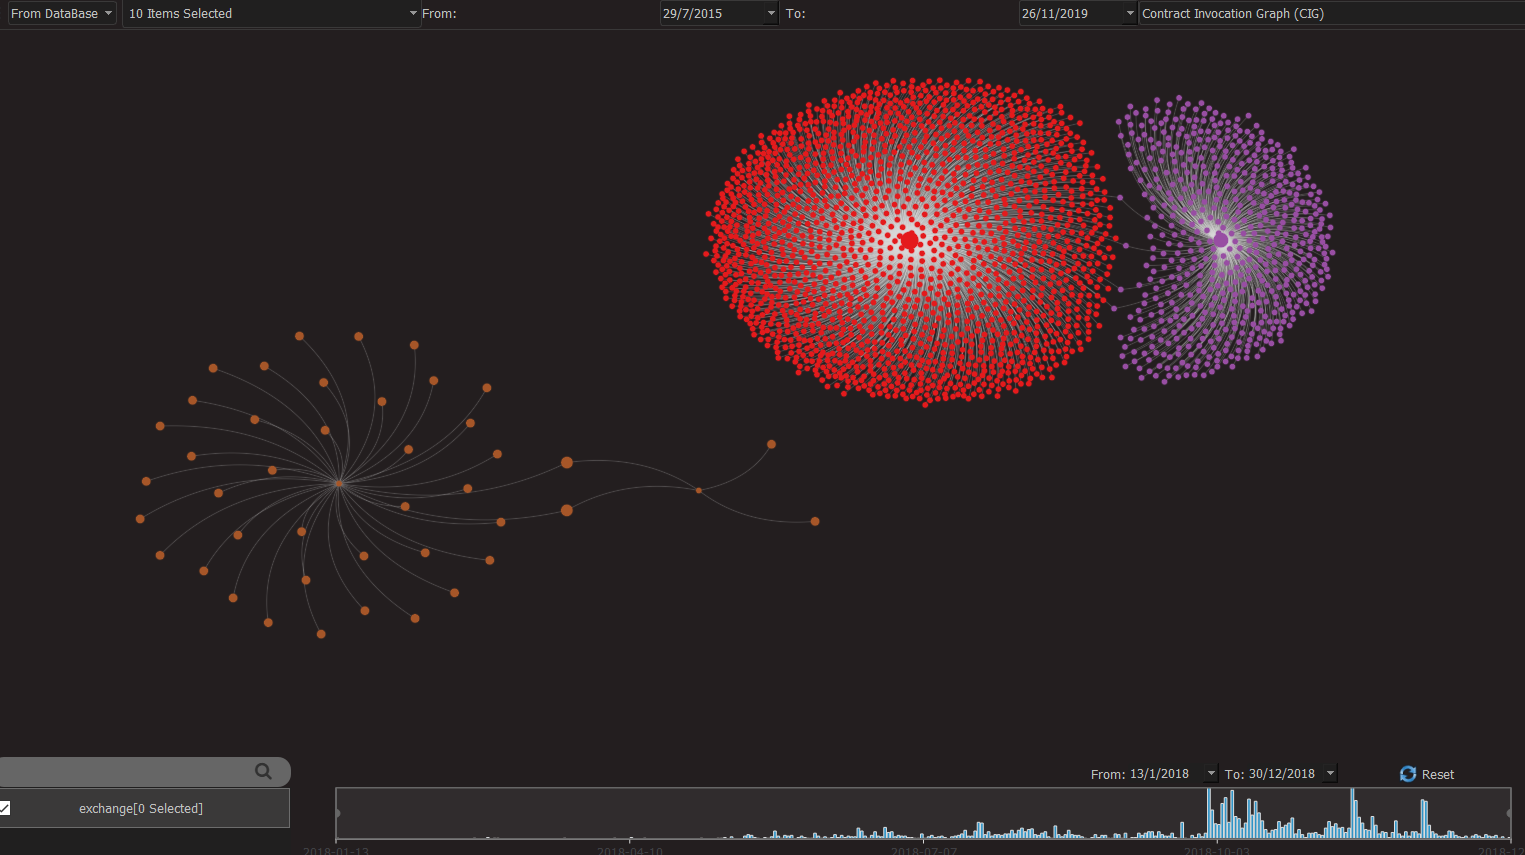 From DataBase 10 Items Selected From: 29/7/2015 To: 26/11/2019 Contract Invocation Graph (CIG)
From: 13/1/2018 To: 30/12/2018 Reset
exchange[0 Selected]
2018-01-13 2018-04-10 2018-07-07 2018-10-03 2018-12